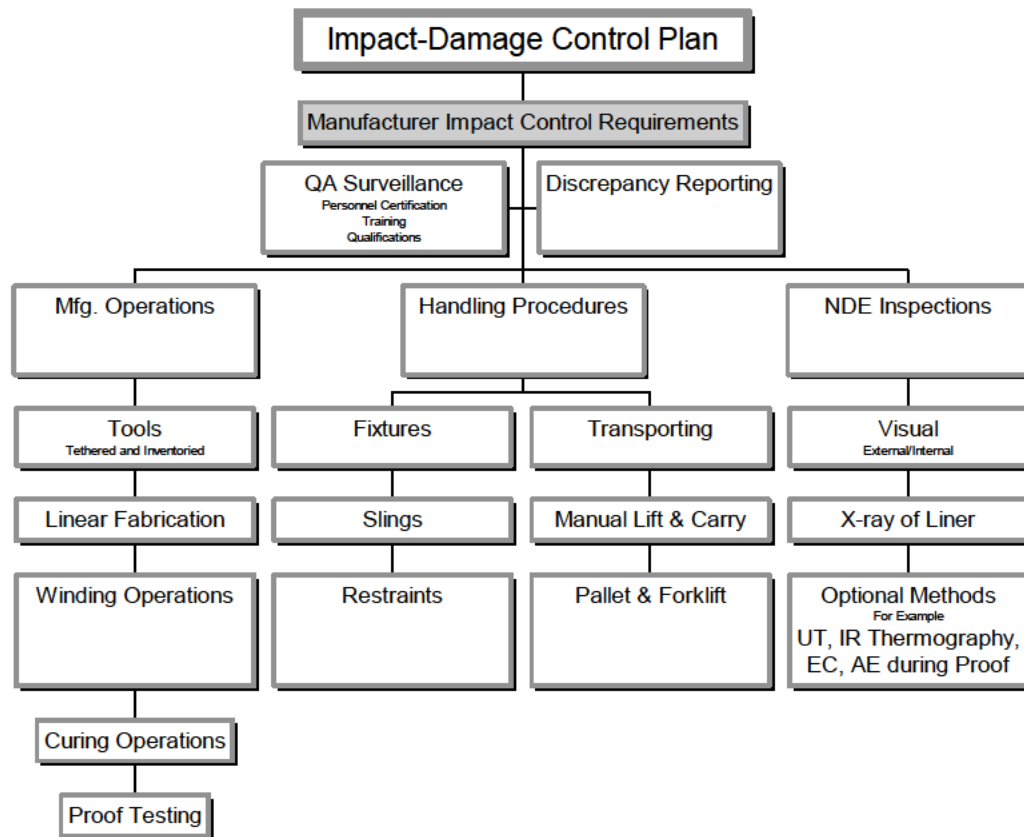 Impact-Damage Control Plan
Manufacturer Impact Control Requirements
QA Surveillance
Personnel Certification
Training
Qualifications
Discrepancy Reporting
Mfg. Operations
Handling Procedures
NDE Inspections
Tools
Tethered and Inventoried
Fixtures
Transporting
Visual
External/Internal
Linear Fabrication
Slings
Manual Lift & Carry
X-ray of Liner
Winding Operations
Restraints
Pallet & Forklift
Optional Methods
For Example
UT, IR Thermography,
EC, AE during Proof
Curing Operations
Proof Testing